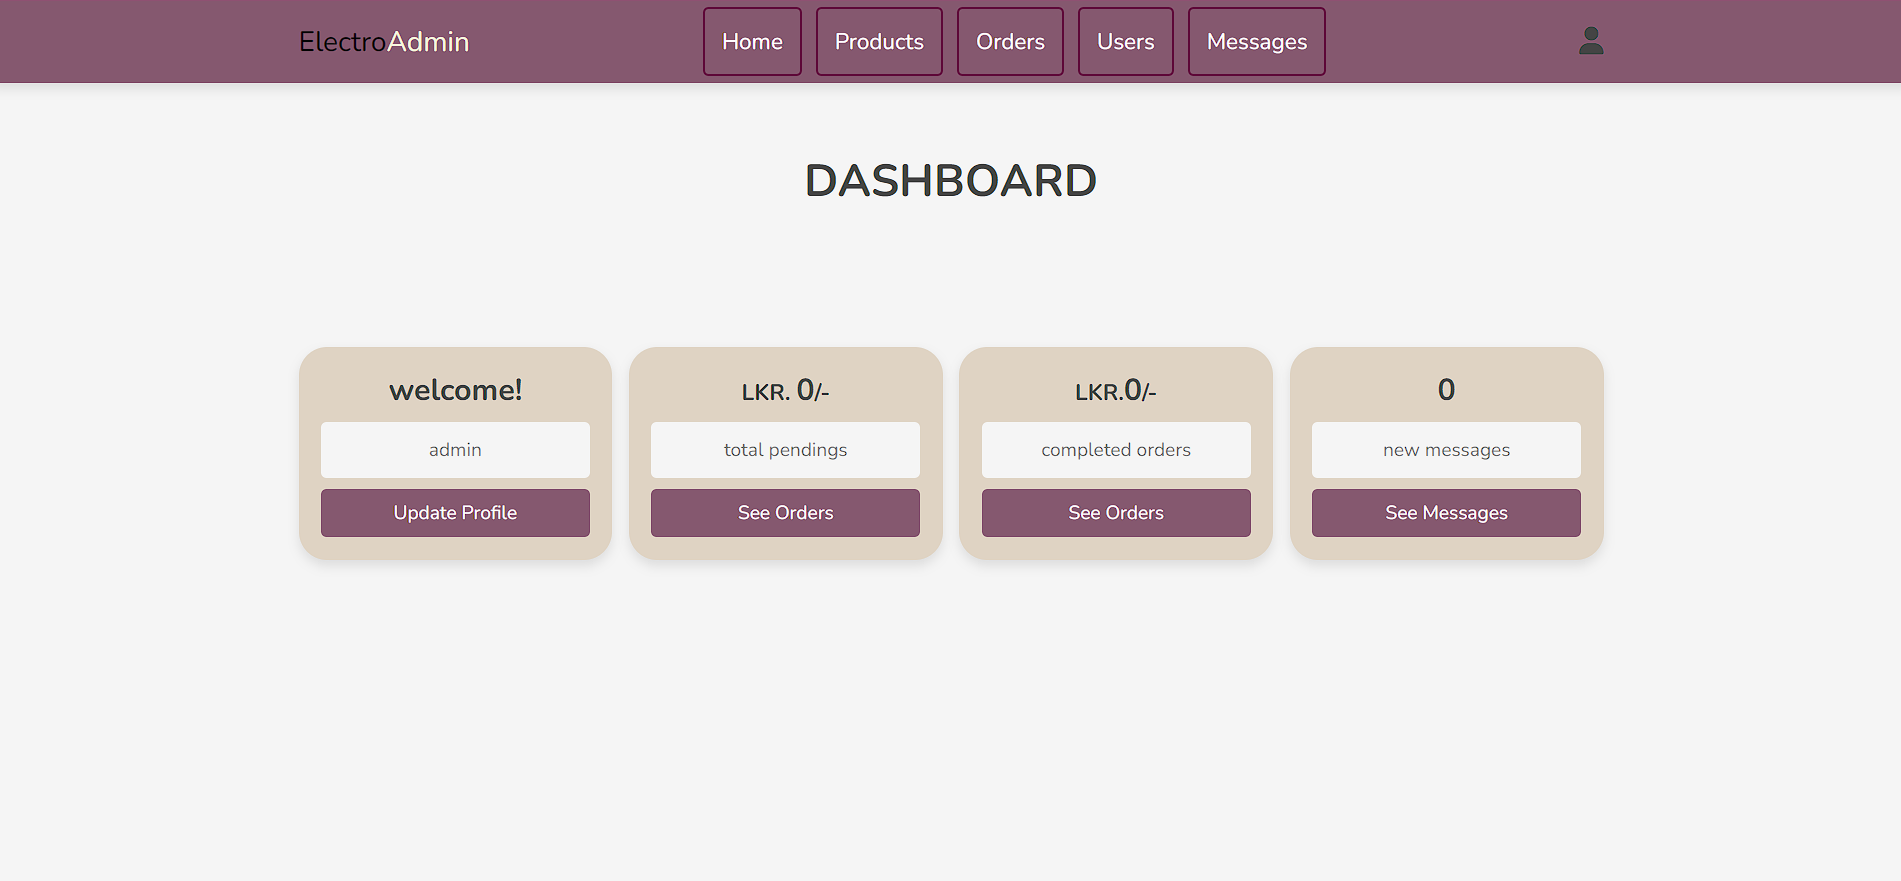 ElectroAdmin Home Products Orders Users Messages
DASHBOARD
welcome! LKR. 0/- LKR.0/- 0
admin total pendings completed orders new messages
Update Profile See Orders See Orders See Messages